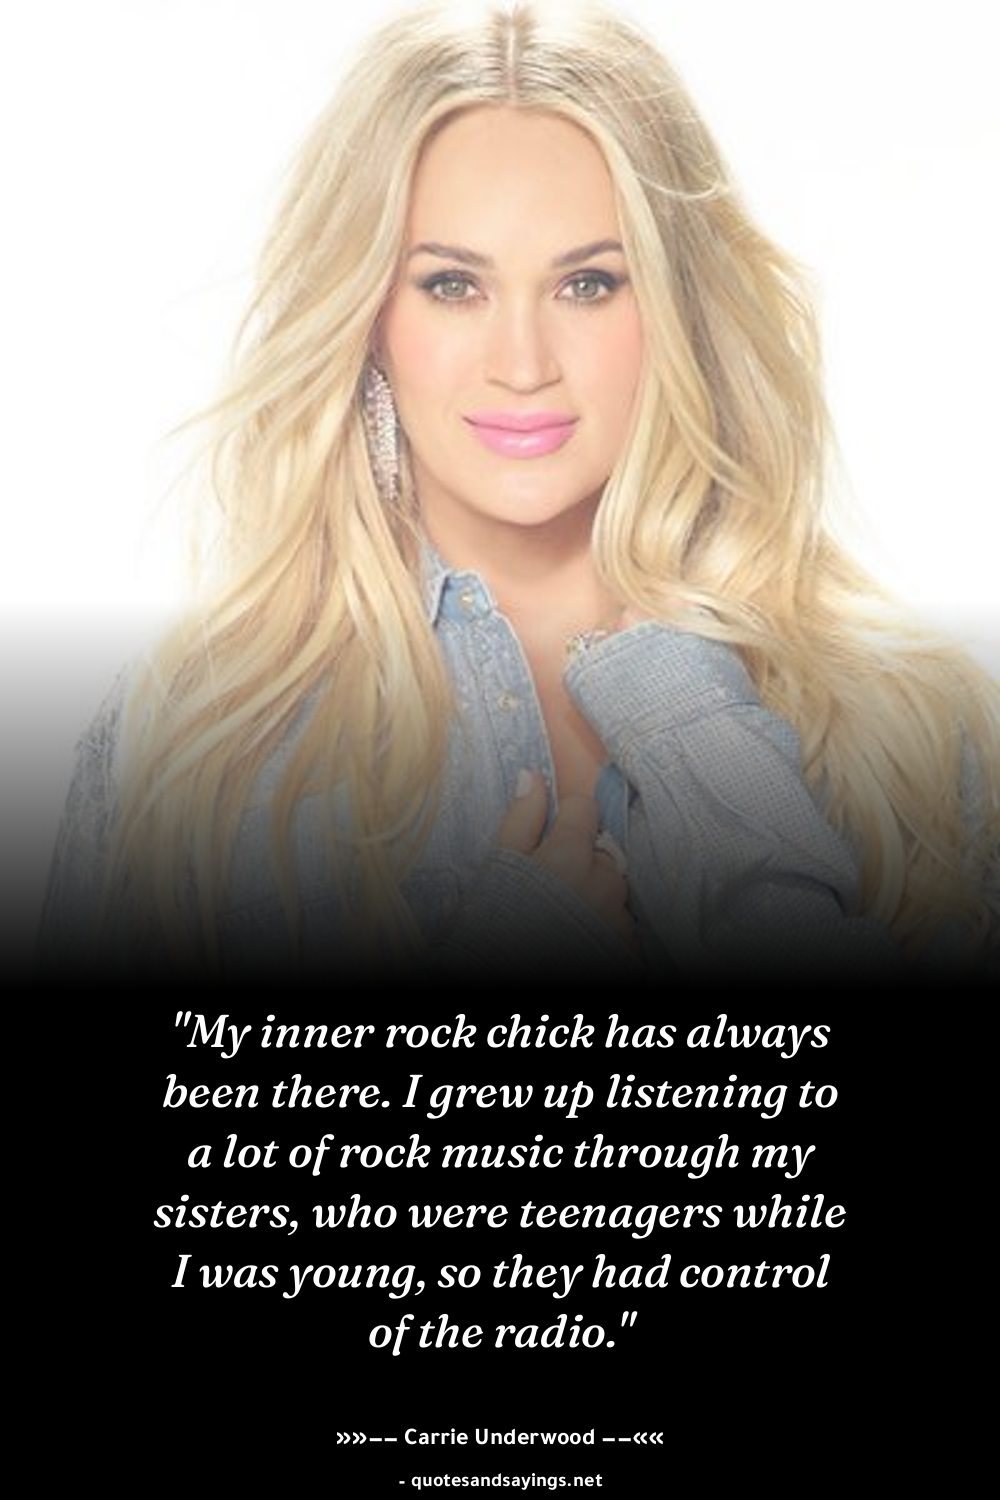 "My inner rock chick has always
been there. I grew up listening to
a lot of rock music through my
sisters, who were teenagers while
I was young, so they had control
of the radio."
»»-- Carrie Underwood --««
- quotesandsayings.net